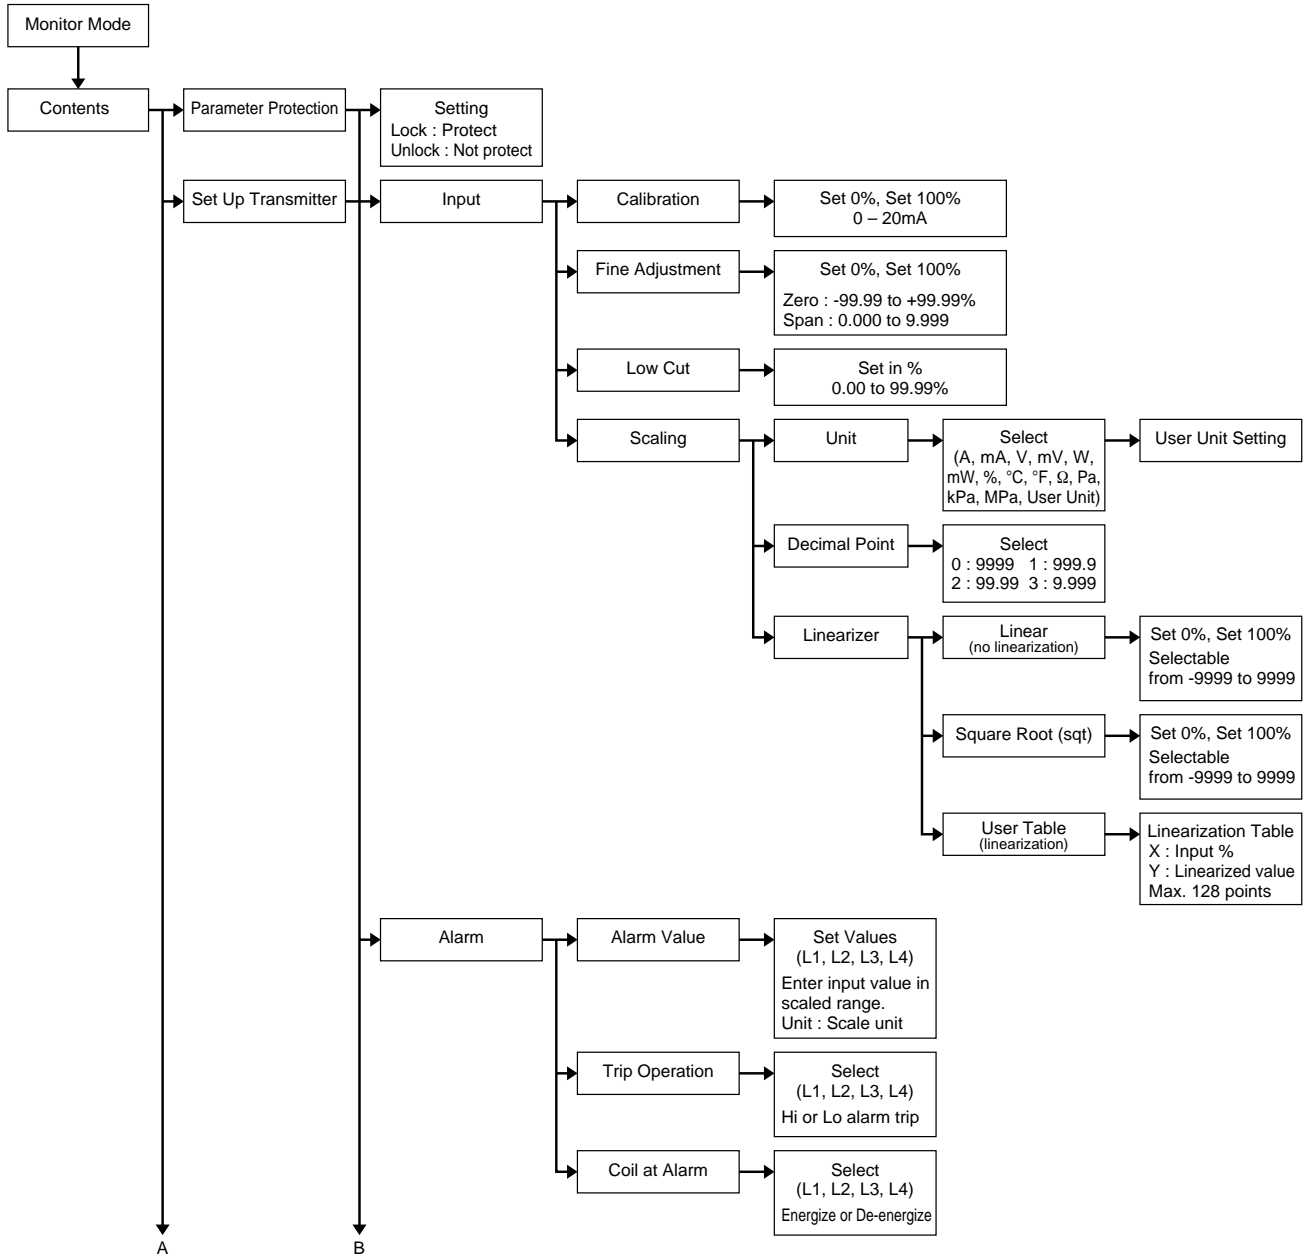 Monitor Mode
Contents
Parameter Protection
Setting
Lock : Protect
Unlock : Not protect
Set Up Transmitter
Input
Calibration
Set 0%, Set 100%
0 – 20mA
Fine Adjustment
Set 0%, Set 100%
Zero : -99.99 to +99.99%
Span : 0.000 to 9.999
Low Cut
Set in %
0.00 to 99.99%
Scaling
Unit
Select
(A, mA, V, mV, W,
mW, %, °C, °F, Ω, Pa,
kPa, MPa, User Unit)
User Unit Setting
Decimal Point
Select
0 : 9999 1 : 999.9
2 : 99.99 3 : 9.999
Linearizer
Linear
(no linearization)
Set 0%, Set 100%
Selectable
from -9999 to 9999
Square Root (sqt)
Set 0%, Set 100%
Selectable
from -9999 to 9999
User Table
(linearization)
Linearization Table
X : Input %
Y : Linearized value
Max. 128 points
Alarm
Alarm Value
Set Values
(L1, L2, L3, L4)
Enter input value in
scaled range.
Unit : Scale unit
Trip Operation
Select
(L1, L2, L3, L4)
Hi or Lo alarm trip
Coil at Alarm
Select
(L1, L2, L3, L4)
Energize or De-energize
A
B